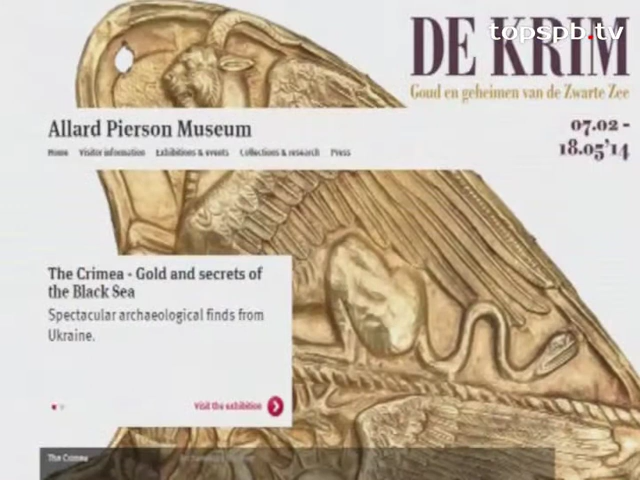 topspb.tv
DE KRIM
Goud en geheimen van de Zwarte Zee
07.02 -
18.05'14
Allard Pierson Museum
Home Visitor information Exhibitions & events Collections & research Press
The Crimea - Gold and secrets of
the Black Sea
Spectacular archaeological finds from
Ukraine.
Visit the exhibition
The Crimea